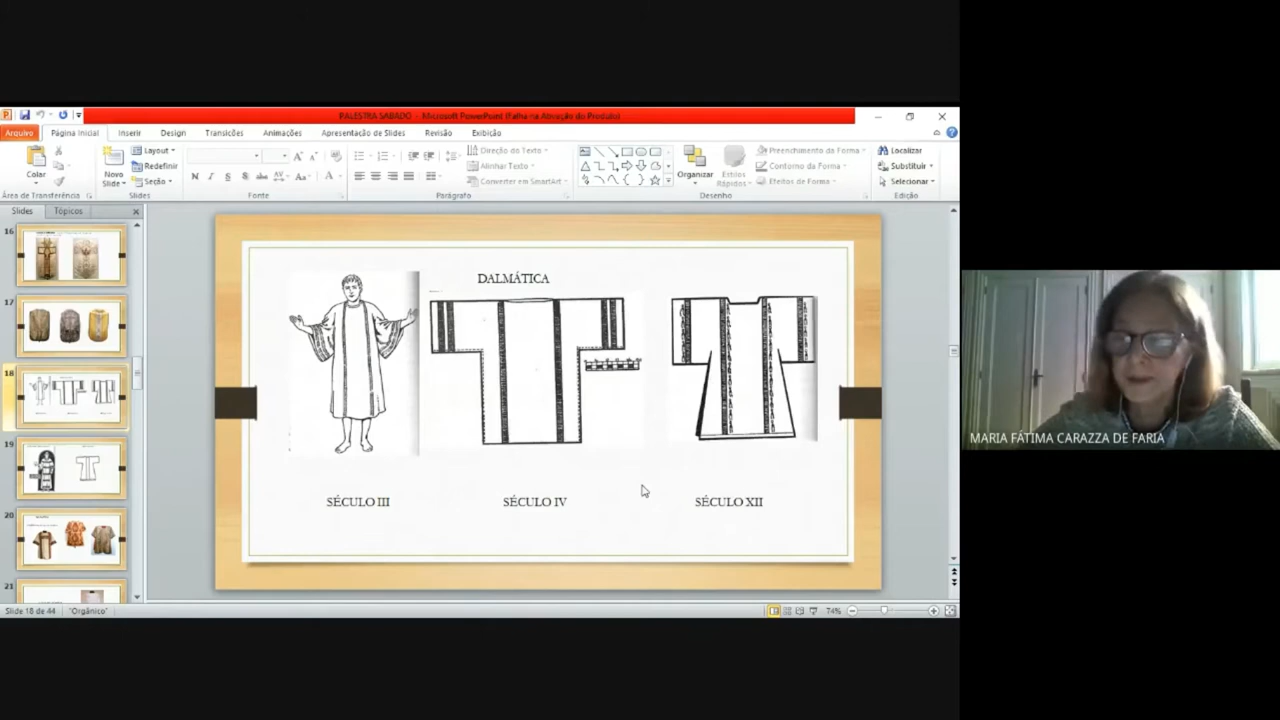 PALESTRA SABADO - Microsoft PowerPoint (Falha na Ativação do Produto)
Arquivo Página Inicial Inserir Design Transições Animações Apresentação de Slides Revisão Exibição
Colar
Novo Slide
Layout
Redefinir
Seção
Direção do Texto
Alinhar Texto
Converter em SmartArt
Organizar
Estilos Rápidos
Preenchimento da Forma
Contorno da Forma
Efeitos de Forma
Localizar
Substituir
Selecionar
Área de Transferência Slides Fonte Parágrafo Desenho Edição
Slides Tópicos
16
17
18
19
20
21
DALMÁTICA
SÉCULO III SÉCULO IV SÉCULO XII
MARIA FÁTIMA CARAZZA DE FARIA
Slide 18 de 44 "Orgânico" 74%